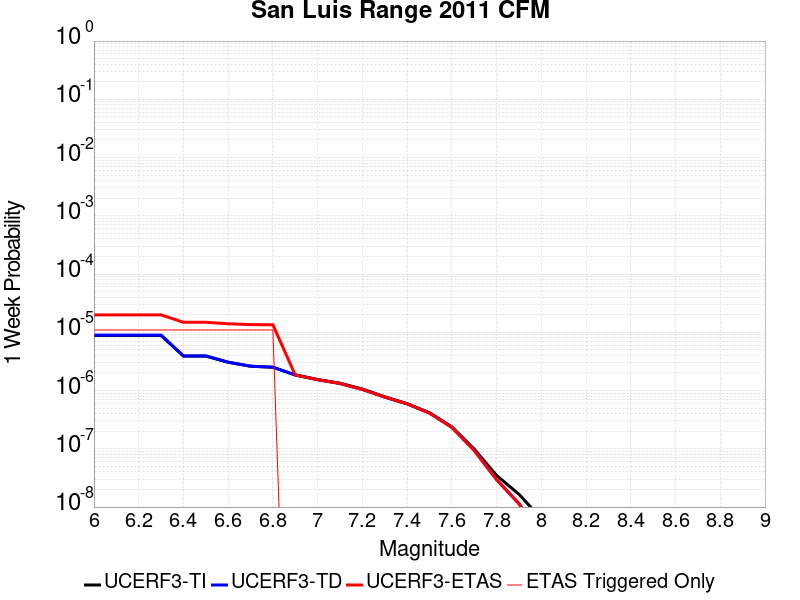 San Luis Range 2011 CFM
10^0
10^-1
10^-2
10^-3
10^-4
10^-5
10^-6
10^-7
10^-8
1 Week Probability
6 6.2 6.4 6.6 6.8 7 7.2 7.4 7.6 7.8 8 8.2 8.4 8.6 8.8 9
Magnitude
UCERF3-TI UCERF3-TD UCERF3-ETAS ETAS Triggered Only